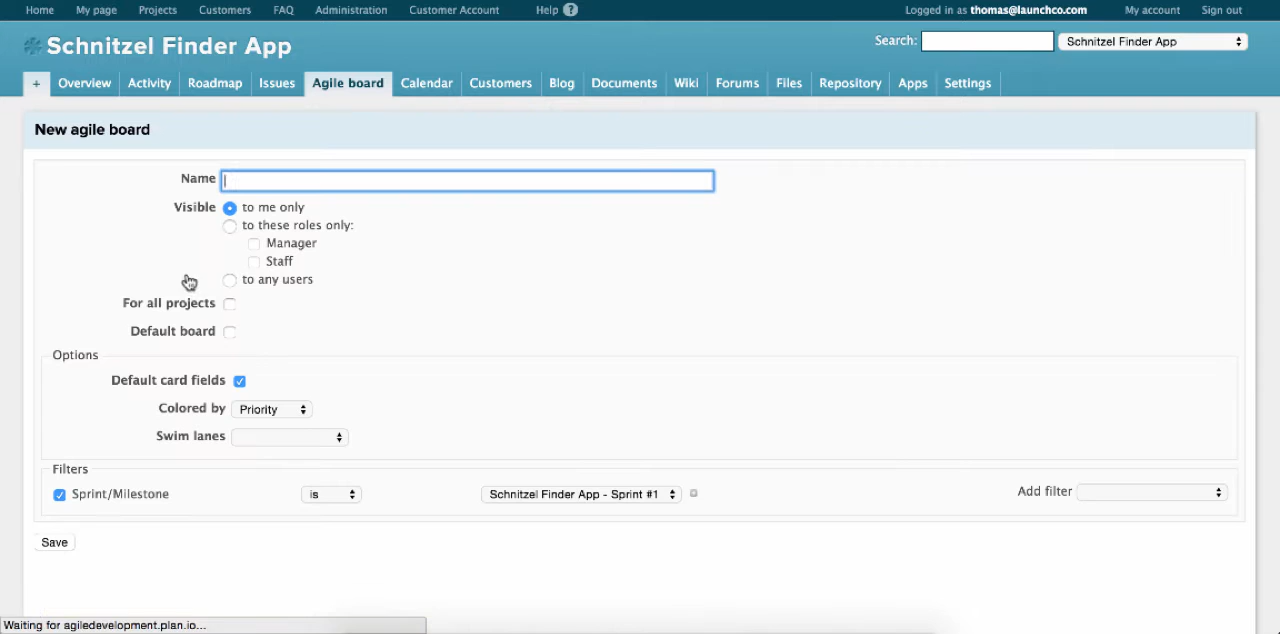 Home My page Projects Customers FAQ Administration Customer Account Help ? Logged in as thomas@launchco.com My account Sign out
Schnitzel Finder App Search: Schnitzel Finder App
+ Overview Activity Roadmap Issues Agile board Calendar Customers Blog Documents Wiki Forums Files Repository Apps Settings
New agile board
Name
Visible to me only
to these roles only:
Manager
Staff
to any users
For all projects
Default board
Options
Default card fields
Colored by Priority
Swim lanes
Filters
Sprint/Milestone is Schnitzel Finder App - Sprint #1 Add filter
Save
Waiting for agiledevelopment.plan.io...